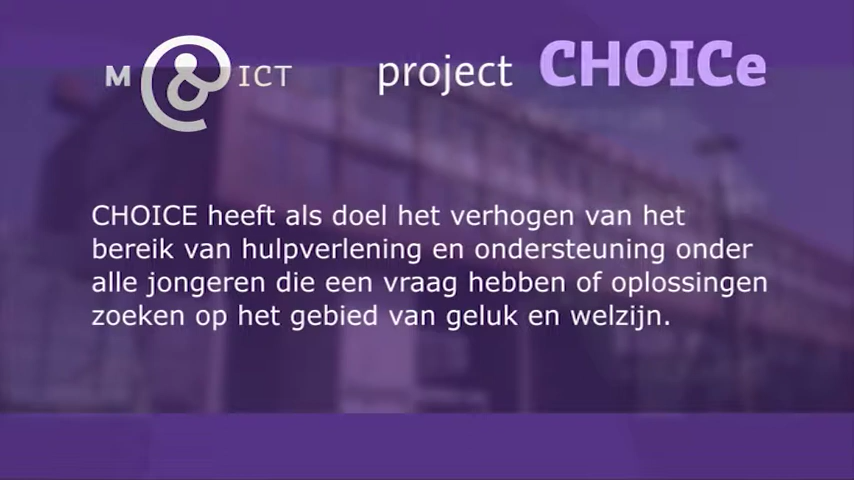 M & ICT project CHOICe
CHOICE heeft als doel het verhogen van het
bereik van hulpverlening en ondersteuning onder
alle jongeren die een vraag hebben of oplossingen
zoeken op het gebied van geluk en welzijn.